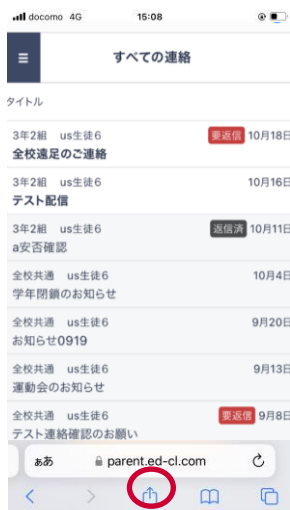 docomo 4G 15:08
すべての連絡
タイトル
3年2組 us生徒6 要返信 10月18日
全校遠足のご連絡
3年2組 us生徒6 10月16日
テスト配信
3年2組 us生徒6 返信済 10月11日
a安否確認
全校共通 us生徒6 10月4日
学年閉鎖のお知らせ
全校共通 us生徒6 9月20日
お知らせ0919
全校共通 us生徒6 9月13日
運動会のお知らせ
全校共通 us生徒6 要返信 9月8日
テスト連絡確認のお願い
ああ parent.ed-cl.com